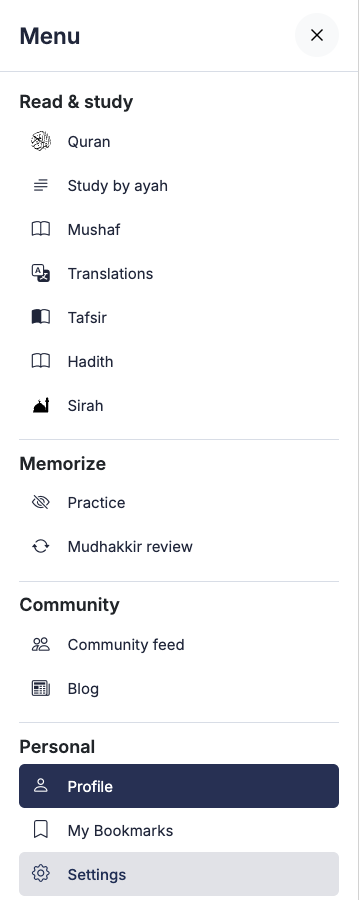 Menu
Read & study
Quran
Study by ayah
Mushaf
Translations
Tafsir
Hadith
Sirah
Memorize
Practice
Mudhakkir review
Community
Community feed
Blog
Personal
Profile
My Bookmarks
Settings